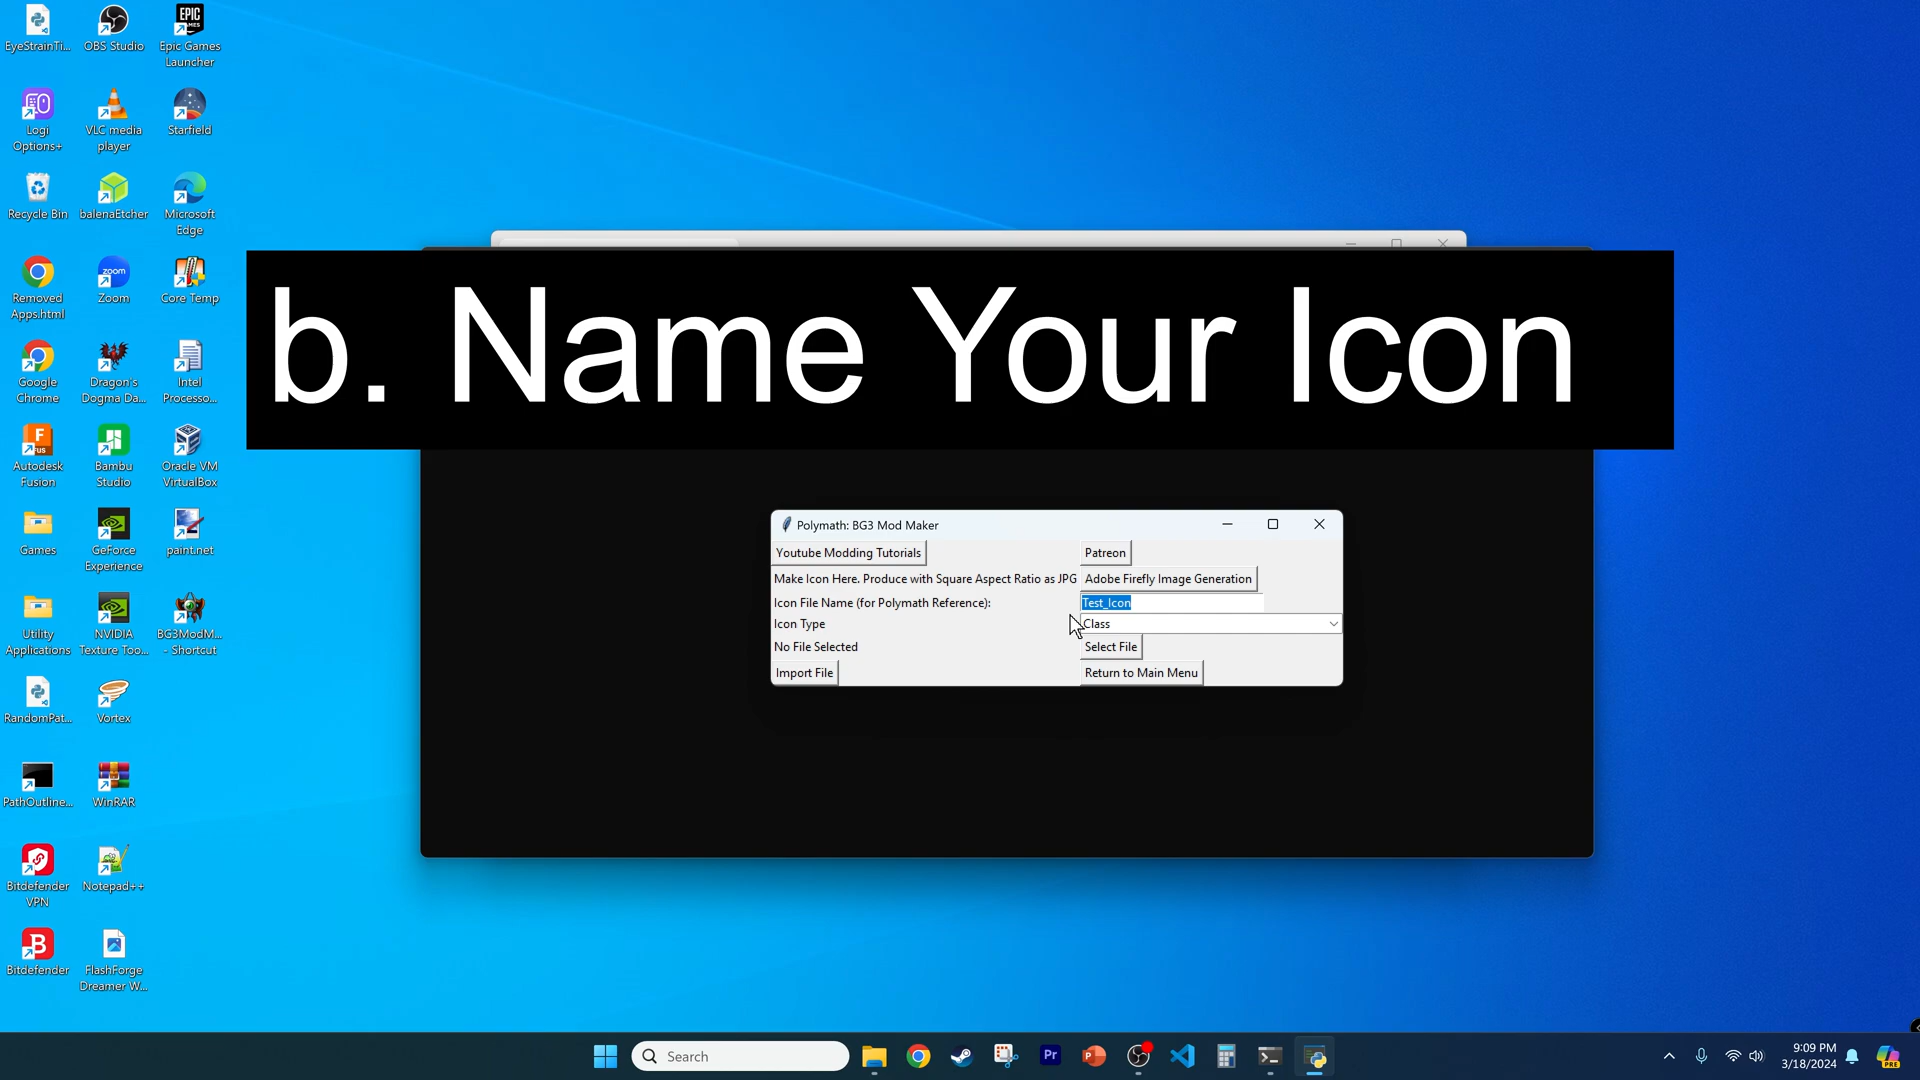 EyeStrainTi...
OBS Studio
Epic Games
Launcher
Logi
Options+
VLC media
player
Starfield
Recycle Bin
balenaEtcher
Microsoft
Edge
Removed
Apps.html
Zoom
Core Temp
Google
Chrome
Dragon's
Dogma Da...
Intel
Processo...
Autodesk
Fusion
Bambu
Studio
Oracle VM
VirtualBox
Games
GeForce
Experience
paint.net
Utility
Applications
NVIDIA
Texture Too...
BG3ModM...
- Shortcut
RandomPat...
Vortex
PathOutline...
WinRAR
Bitdefender
VPN
Notepad++
Bitdefender
FlashForge
Dreamer W...
b. Name Your Icon
Polymath: BG3 Mod Maker
Youtube Modding Tutorials
Patreon
Make Icon Here. Produce with Square Aspect Ratio as JPG
Adobe Firefly Image Generation
Icon File Name (for Polymath Reference):
Test_Icon
Icon Type
Class
No File Selected
Select File
Import File
Return to Main Menu
Search
9:09 PM
3/18/2024